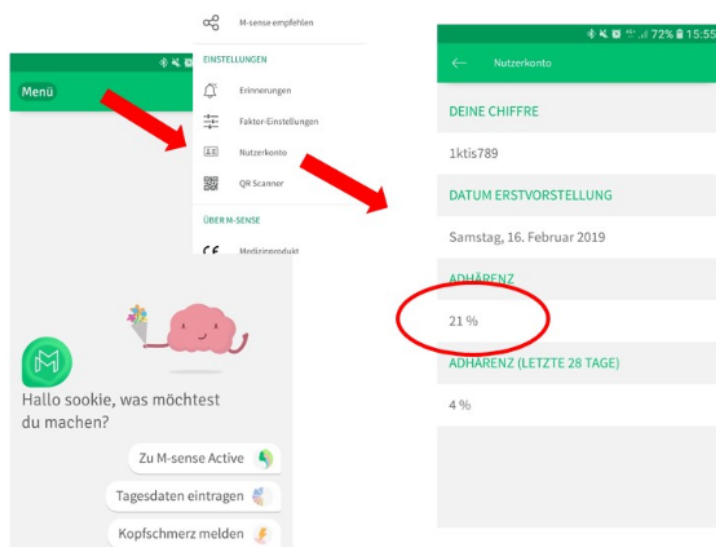 Menü
Hallo sookie, was möchtest
du machen?
Zu M-sense Active
Tagesdaten eintragen
Kopfschmerz melden
M-sense empfehlen
EINSTELLUNGEN
Erinnerungen
Faktor-Einstellungen
Nutzerkonto
QR Scanner
ÜBER M-SENSE
CE Medizinprodukt
72% 15:55
Nutzerkonto
DEINE CHIFFRE
1ktis789
DATUM ERSTVORSTELLUNG
Samstag, 16. Februar 2019
ADHÄRENZ
21 %
ADHÄRENZ (LETZTE 28 TAGE)
4 %